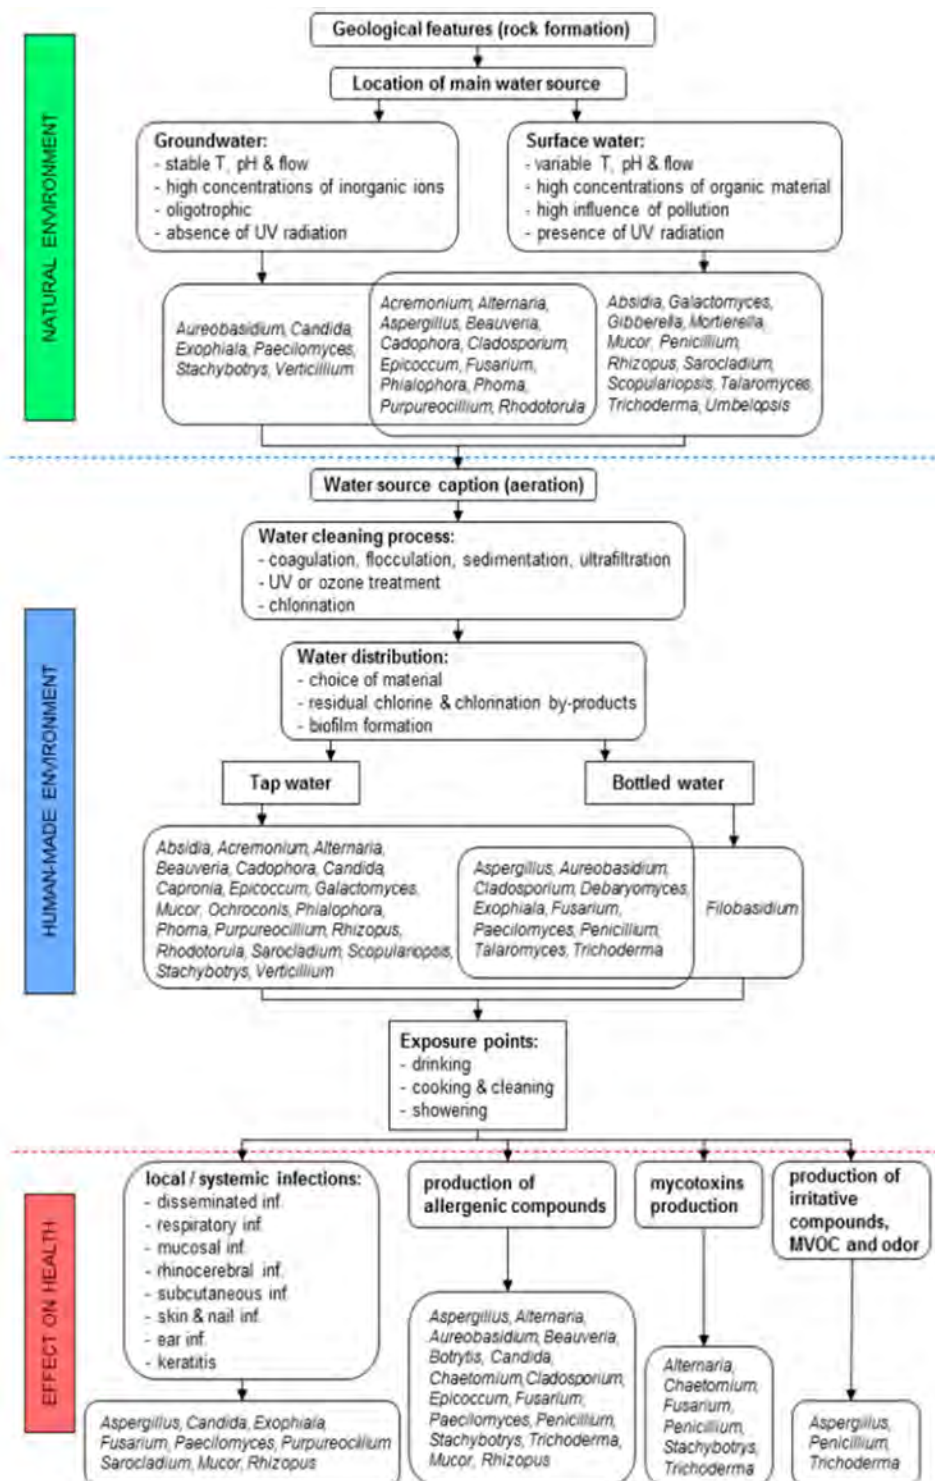 NATURAL ENVIRONMENT
Geological features (rock formation)
Location of main water source
Groundwater:
- stable T, pH & flow
- high concentrations of inorganic ions
- oligotrophic
- absence of UV radiation
Surface water:
- variable T, pH & flow
- high concentrations of organic material
- high influence of pollution
- presence of UV radiation
Aureobasidium, Candida,
Exophiala, Paecilomyces,
Stachybotrys, Verticillium
Acremonium, Alternaria,
Aspergillus, Beauveria,
Cadophora, Cladosporium,
Epicoccum, Fusarium,
Phialophora, Phoma,
Purpureocillium, Rhodotorula
Absidia, Galactomyces,
Gibberella, Mortierella,
Mucor, Penicillium,
Rhizopus, Sarocladium,
Scopulariopsis, Talaromyces,
Trichoderma, Umbelopsis
HUMAN-MADE ENVIRONMENT
Water source caption (aeration)
Water cleaning process:
- coagulation, flocculation, sedimentation, ultrafiltration
- UV or ozone treatment
- chlorination
Water distribution:
- choice of material
- residual chlorine & chlorination by-products
- biofilm formation
Tap water
Bottled water
Absidia, Acremonium, Alternaria,
Beauveria, Cadophora, Candida,
Capronia, Epicoccum, Galactomyces,
Mucor, Ochroconis, Phialophora,
Phoma, Purpureocillium, Rhizopus,
Rhodotorula, Sarocladium, Scopulariopsis,
Stachybotrys, Verticillium
Aspergillus, Aureobasidium,
Cladosporium, Debaryomyces,
Exophiala, Fusarium,
Paecilomyces, Penicillium,
Talaromyces, Trichoderma
Filobasidium
Exposure points:
- drinking
- cooking & cleaning
- showering
EFFECT ON HEALTH
local / systemic infections:
- disseminated inf.
- respiratory inf.
- mucosal inf.
- rhinocerebral inf.
- subcutaneous inf.
- skin & nail inf.
- ear inf.
- keratitis
production of
allergenic compounds
mycotoxins
production
production of
irritative
compounds,
MVOC and odor
Aspergillus, Candida, Exophiala,
Fusarium, Paecilomyces, Purpureocillium
Sarocladium, Mucor, Rhizopus
Aspergillus, Alternaria,
Aureobasidium, Beauveria,
Botrytis, Candida,
Chaetomium, Cladosporium,
Epicoccum, Fusarium,
Paecilomyces, Penicillium,
Stachybotrys, Trichoderma,
Mucor, Rhizopus
Alternaria,
Chaetomium,
Fusarium,
Penicillium,
Stachybotrys,
Trichoderma
Aspergillus,
Penicillium,
Trichoderma